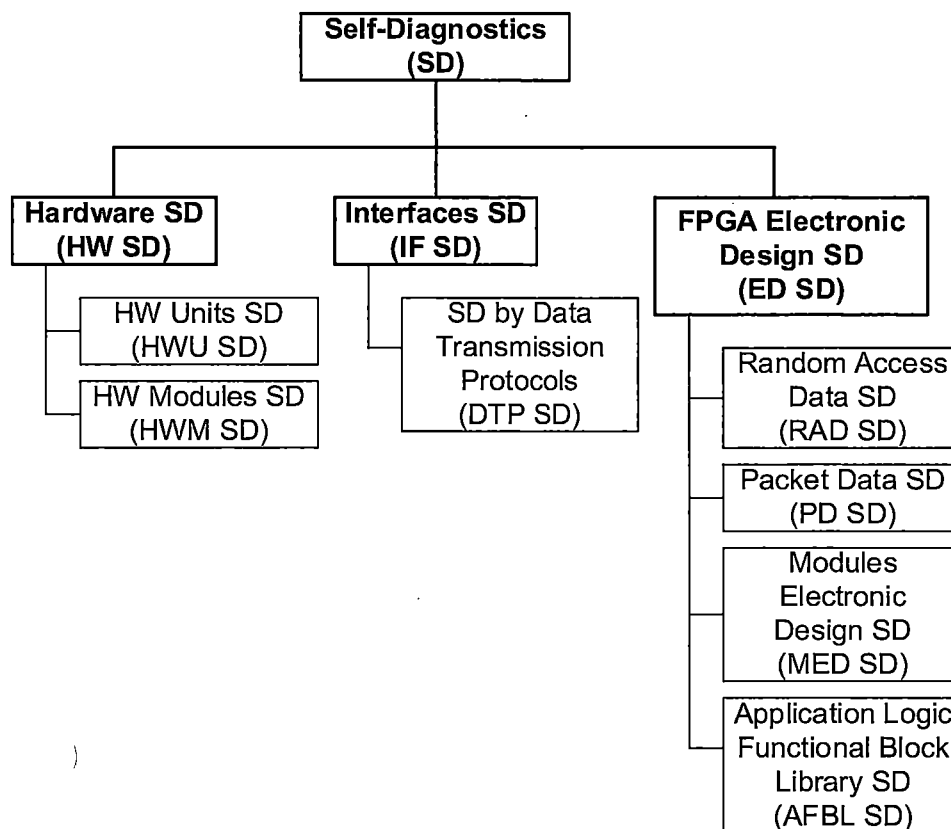 Self-Diagnostics
(SD)
Hardware SD
(HW SD)
Interfaces SD
(IF SD)
FPGA Electronic
Design SD
(ED SD)
HW Units SD
(HWU SD)
HW Modules SD
(HWM SD)
SD by Data
Transmission
Protocols
(DTP SD)
Random Access
Data SD
(RAD SD)
Packet Data SD
(PD SD)
Modules
Electronic
Design SD
(MED SD)
Application Logic
Functional Block
Library SD
(AFBL SD)